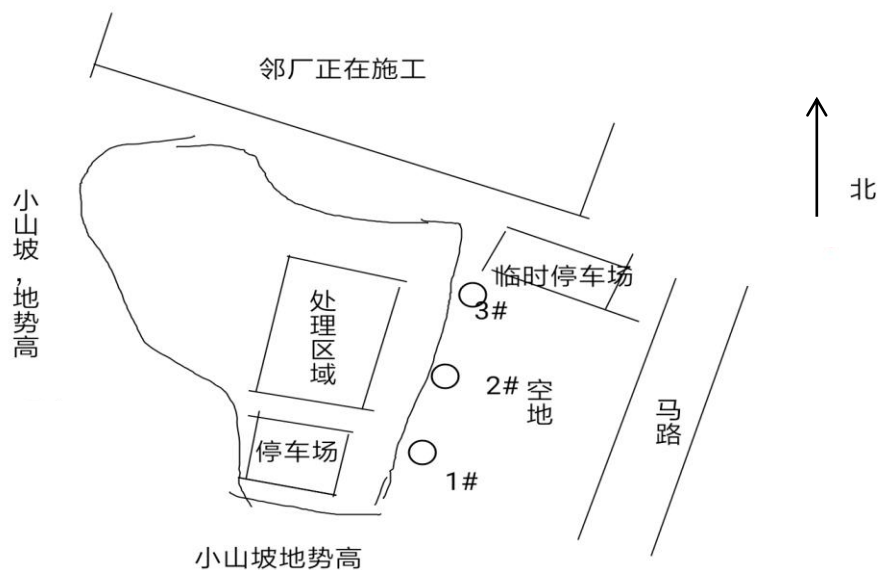 邻厂正在施工
北
小山坡,地势高
临时停车场
处理区域
3#
2#
空地
马路
停车场
1#
小山坡地势高